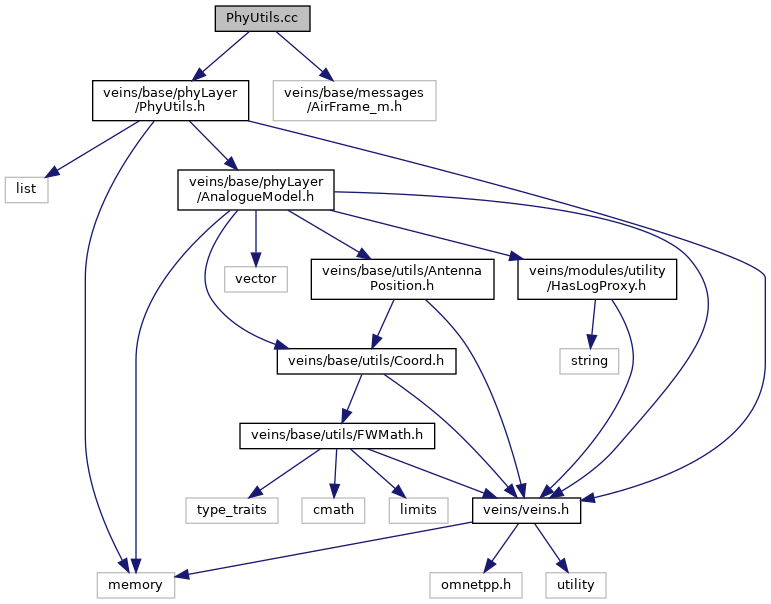 PhyUtils.cc
veins/base/phyLayer
/PhyUtils.h
veins/base/messages
/AirFrame_m.h
list
veins/base/phyLayer
/AnalogueModel.h
vector
veins/base/utils/Antenna
Position.h
veins/modules/utility
/HasLogProxy.h
veins/base/utils/Coord.h
string
veins/base/utils/FWMath.h
type_traits
cmath
limits
veins/veins.h
memory
omnetpp.h
utility